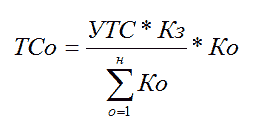 ТСо = УТС * Кз / ∑ Ко * Ко
н
о=1